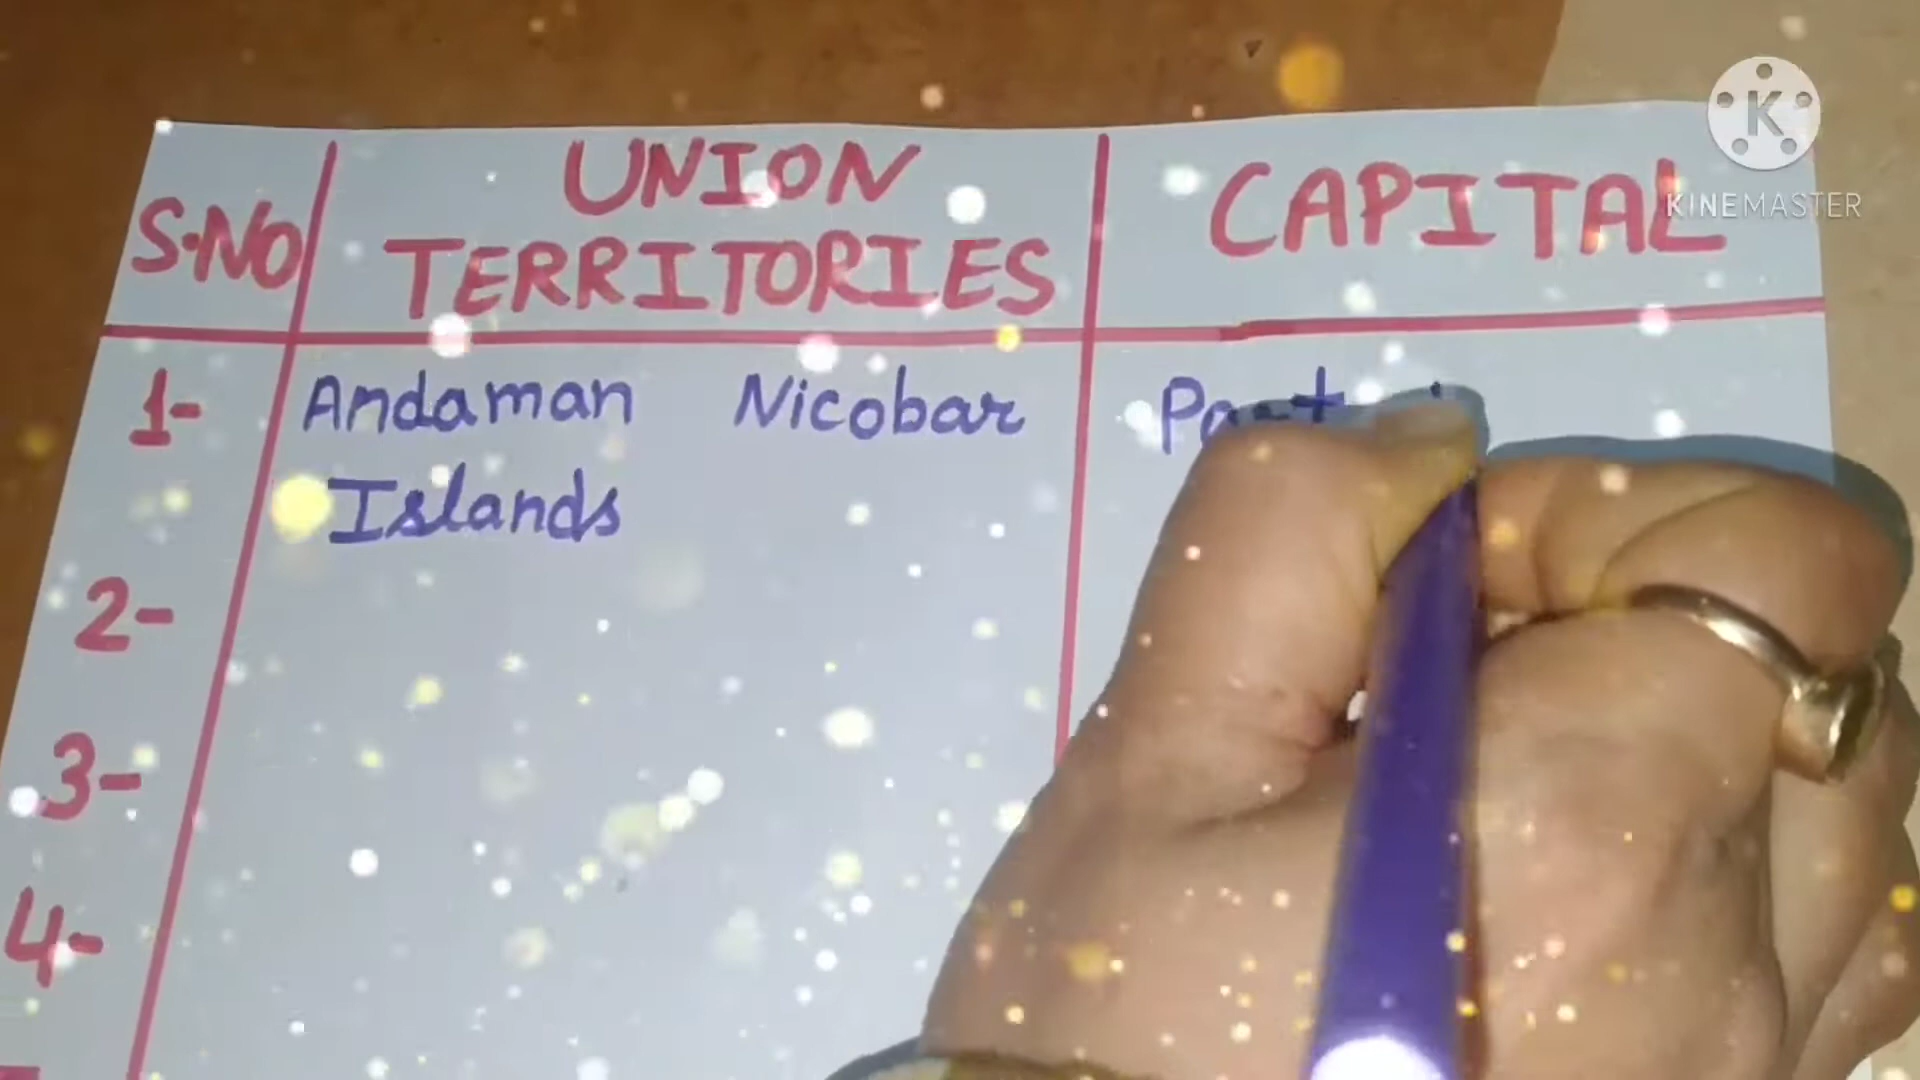 UNION
S.NO TERRITORIES CAPITAL
K
KINEMASTER
1- Andaman Nicobar
Islands
2-
3-
4-